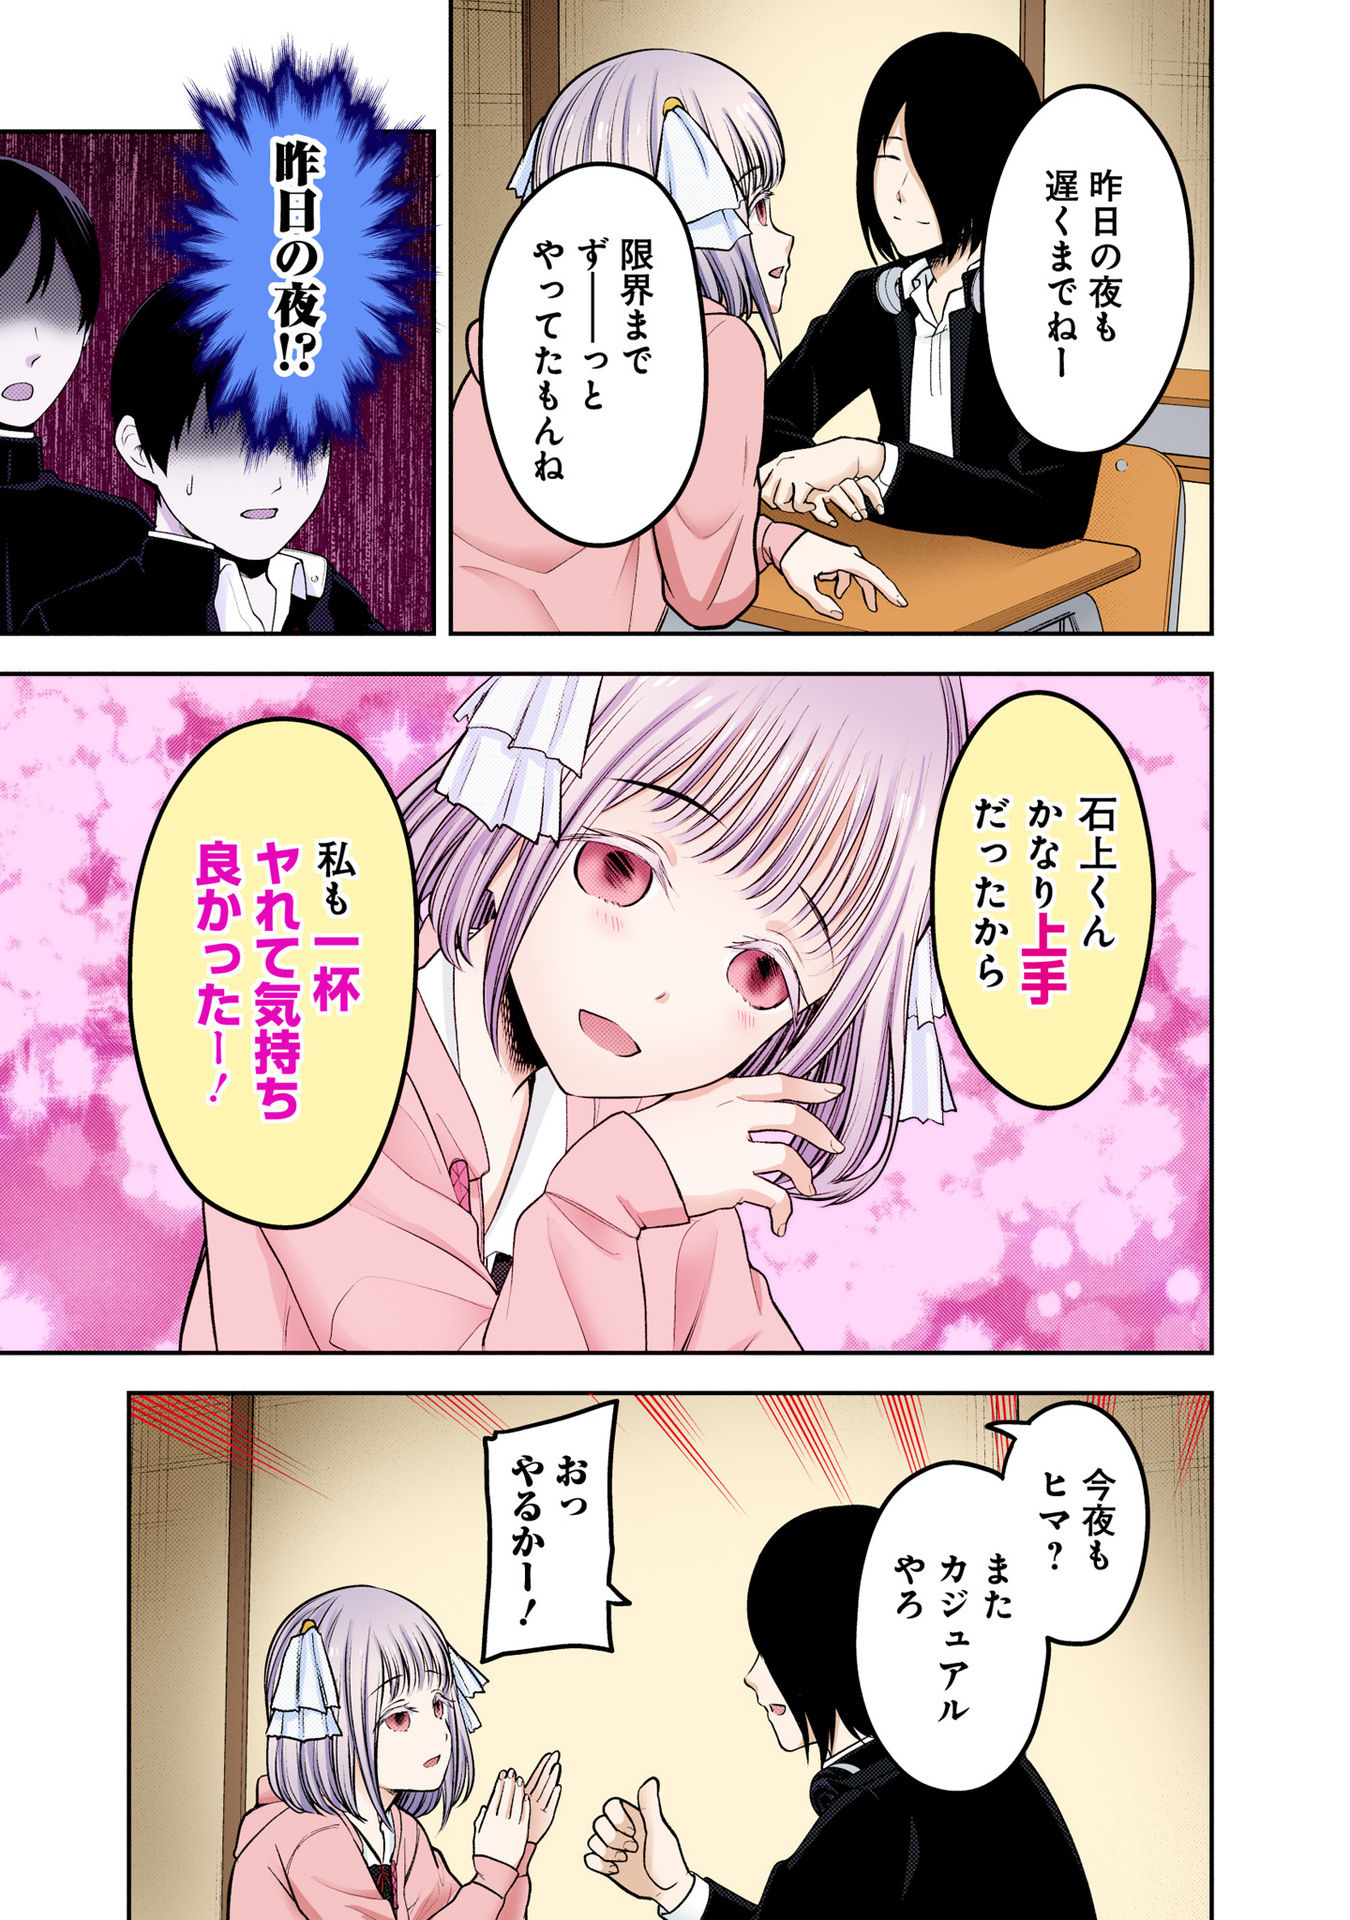 昨日の夜も
遅くまでねー
限界まで
ずーーっと
やってたもんね
昨日の夜!?
石上くん
かなり上手
だったから
私も一杯
ヤれて気持ち
良かったー!
今夜も
ヒマ?
また
カジュアル
やろ
おっ
やるかー!